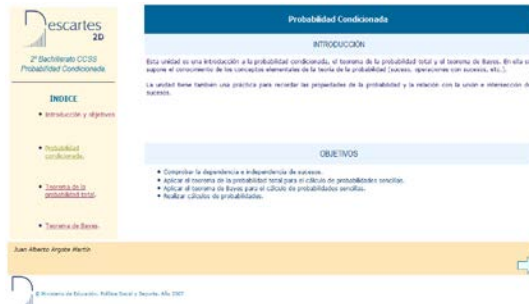 Descartes
2D
2º Bachillerato CCSS
Probabilidad Condicionada
INDICE
Introducción y objetivos
Probabilidad
condicionada.
Teorema de la
probabilidad total.
Teorema de Bayes.
Probabilidad Condicionada
INTRODUCCIÓN
Esta unidad es una introducción a la probabilidad condicionada, el teorema de la probabilidad total y el teorema de Bayes. En ella se
supone el conocimiento de los conceptos elementales de la teoría de la probabilidad (suceso, operaciones con sucesos, etc.).
La unidad tiene también una práctica para recordar las propiedades de la probabilidad y la relación con la unión e intersección de
sucesos.
OBJETIVOS
Comprobar la dependencia e independencia de sucesos.
Aplicar el teorema de la probabilidad total para el cálculo de probabilidades sencillas.
Aplicar el teorema de Bayes para el cálculo de probabilidades sencillas.
Realizar cálculos de probabilidades.
Juan Alberto Argote Martín
© Ministerio de Educación, Política Social y Deporte. Año 2007